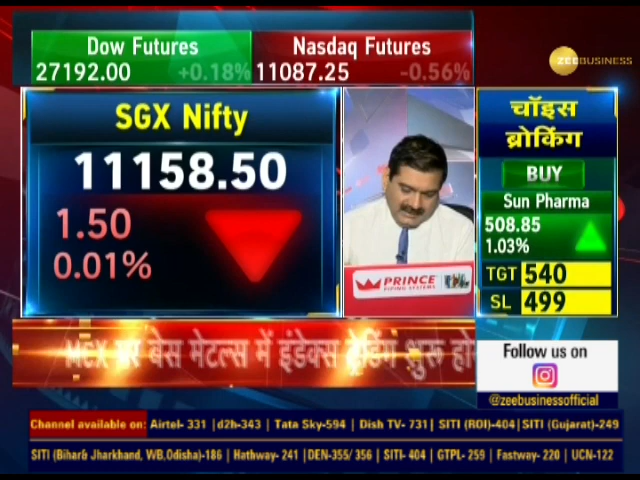 Dow Futures
27192.00 +0.18%
Nasdaq Futures
11087.25 -0.56%
ZEEBUSINESS
SGX Nifty
11158.50
1.50
0.01%
PRINCE
PIPING SYSTEMS
चॉइस
ब्रोकिंग
BUY
Sun Pharma
508.85
1.03%
TGT 540
SL 499
MCX पर बेस मेटल्स में इंडेक्स ट्रेडिंग शुरू
Follow us on
@zeebusinessofficial
Channel available on: Airtel- 331 | d2h-343 | Tata Sky-594 | Dish TV- 731 | SITI (ROI)-404 | SITI (Gujarat)-249
SITI (Bihar& Jharkhand, WB,Odisha)-186 | Hathway- 241 | DEN-355/ 356 | SITI- 404 | GTPL- 259 | Fastway- 220 | UCN-122